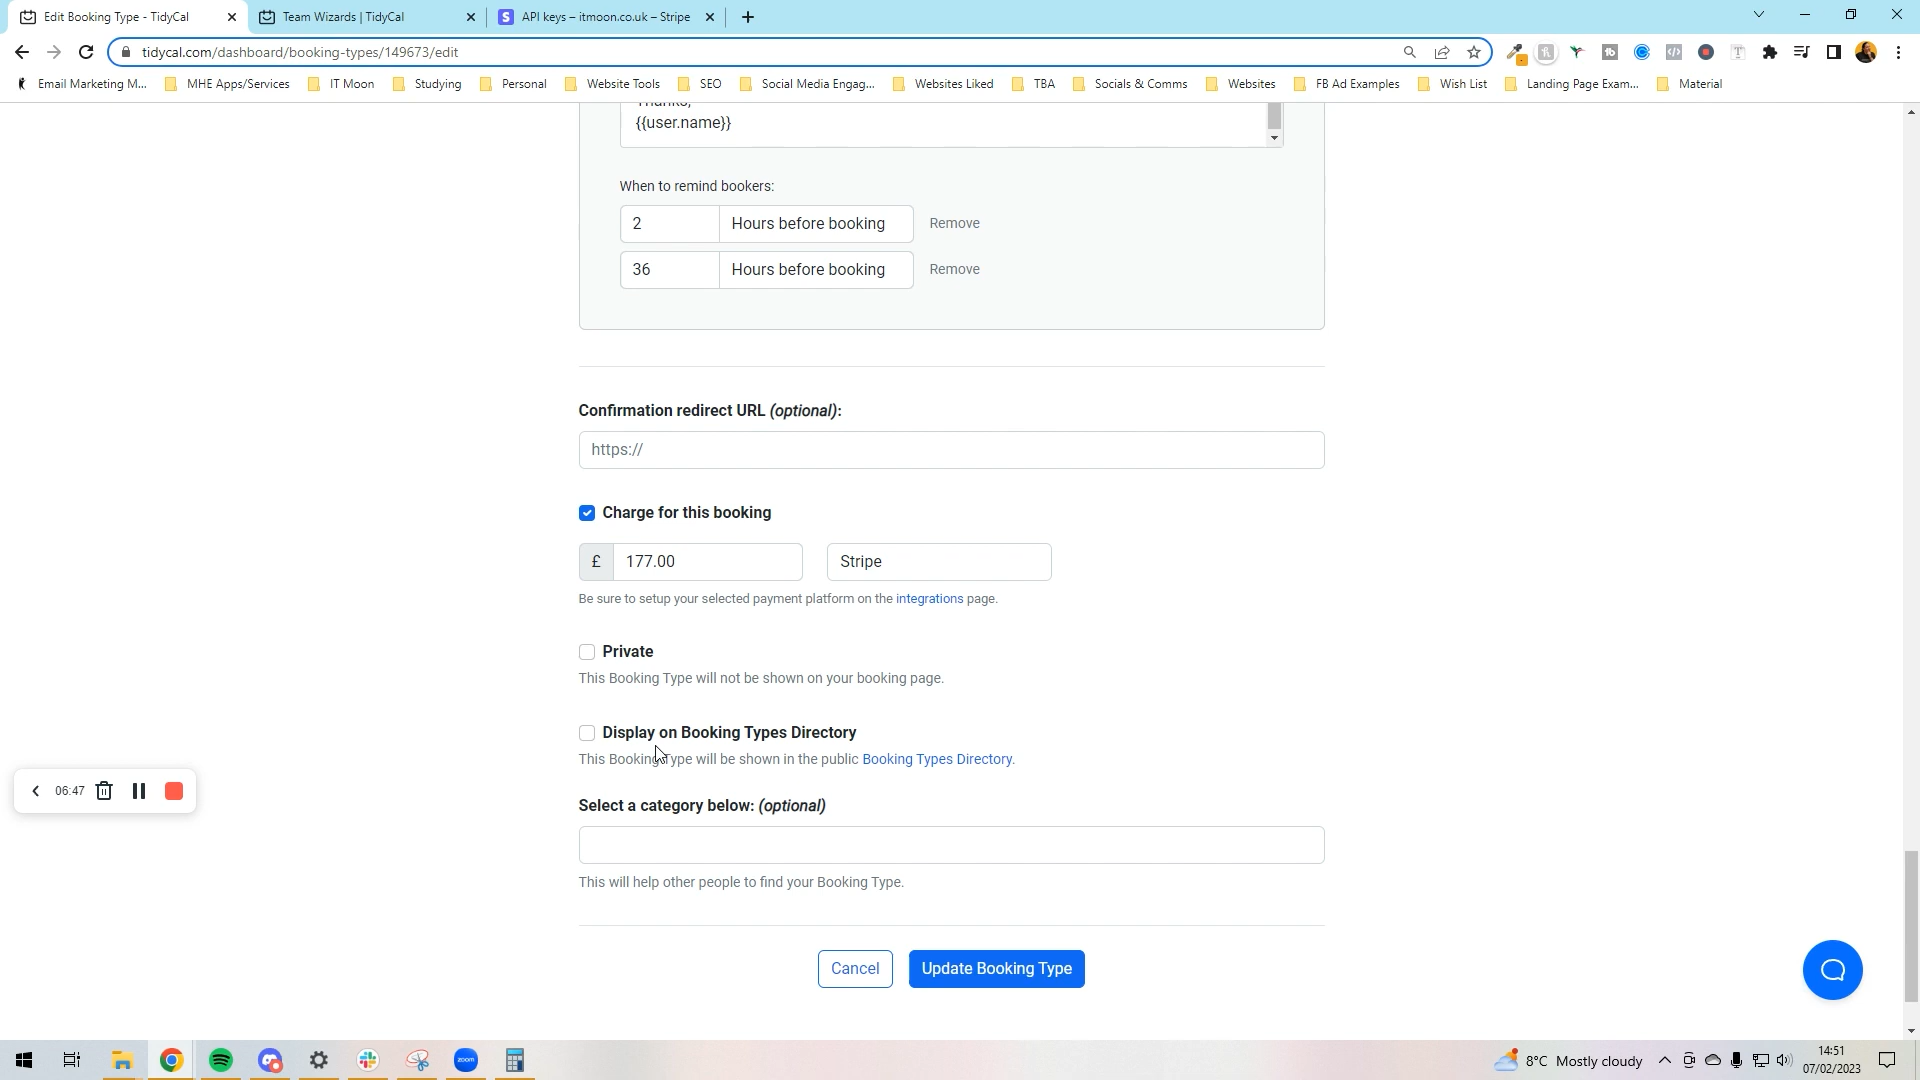 Edit Booking Type - TidyCal
Team Wizards | TidyCal
API keys – itmoon.co.uk – Stripe
tidycal.com/dashboard/booking-types/149673/edit
Email Marketing M...
MHE Apps/Services
IT Moon
Studying
Personal
Website Tools
SEO
Social Media Engag...
Websites Liked
TBA
Socials & Comms
Websites
FB Ad Examples
Wish List
Landing Page Exam...
Material
Thanks,
{{user.name}}
When to remind bookers:
2 Hours before booking Remove
36 Hours before booking Remove
Confirmation redirect URL (optional):
https://
Charge for this booking
£ 177.00 Stripe
Be sure to setup your selected payment platform on the integrations page.
Private
This Booking Type will not be shown on your booking page.
Display on Booking Types Directory
This Booking Type will be shown in the public Booking Types Directory.
06:47
Select a category below: (optional)
This will help other people to find your Booking Type.
Cancel
Update Booking Type
zoom
8°C Mostly cloudy
14:51
07/02/2023